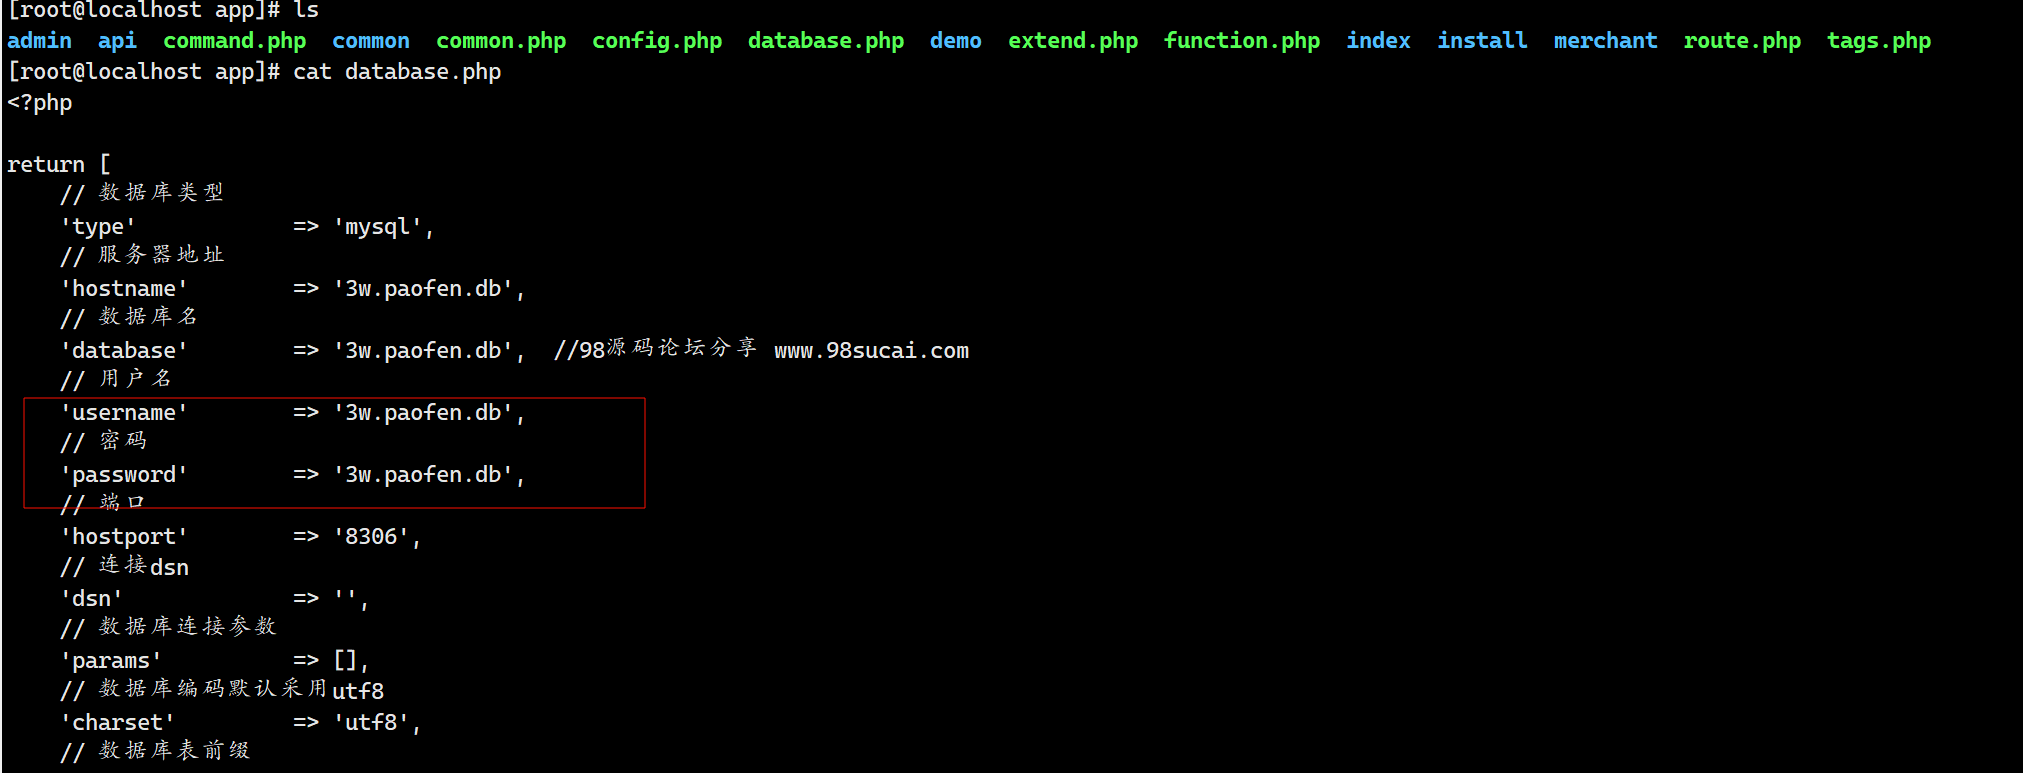 [root@localhost app]# ls
admin  api  command.php  common  common.php  config.php  database.php  demo  extend.php  function.php  index  install  merchant  route.php  tags.php
[root@localhost app]# cat database.php
<?php

return [
    // 数据库类型
    'type'            => 'mysql',
    // 服务器地址
    'hostname'        => '3w.paofen.db',
    // 数据库名
    'database'        => '3w.paofen.db',  //98源码论坛分享 www.98sucai.com
    // 用户名
    'username'        => '3w.paofen.db',
    // 密码
    'password'        => '3w.paofen.db',
    // 端口
    'hostport'        => '8306',
    // 连接dsn
    'dsn'             => '',
    // 数据库连接参数
    'params'          => [],
    // 数据库编码默认采用utf8
    'charset'         => 'utf8',
    // 数据库表前缀